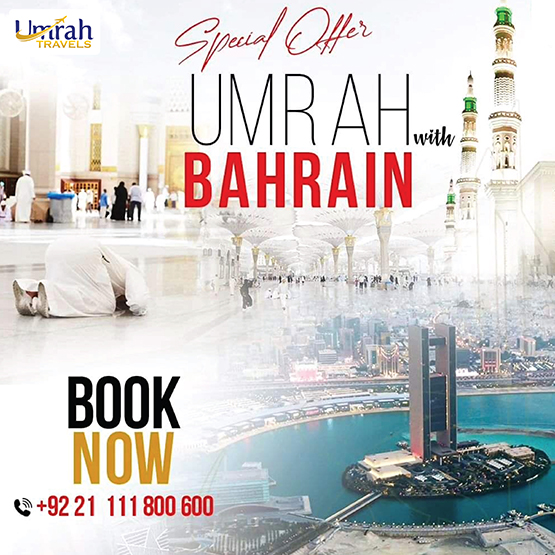 Umrah
TRAVELS
Special Offer
UMRAH
with
BAHRAIN
BOOK
NOW
+92 21 111 800 600